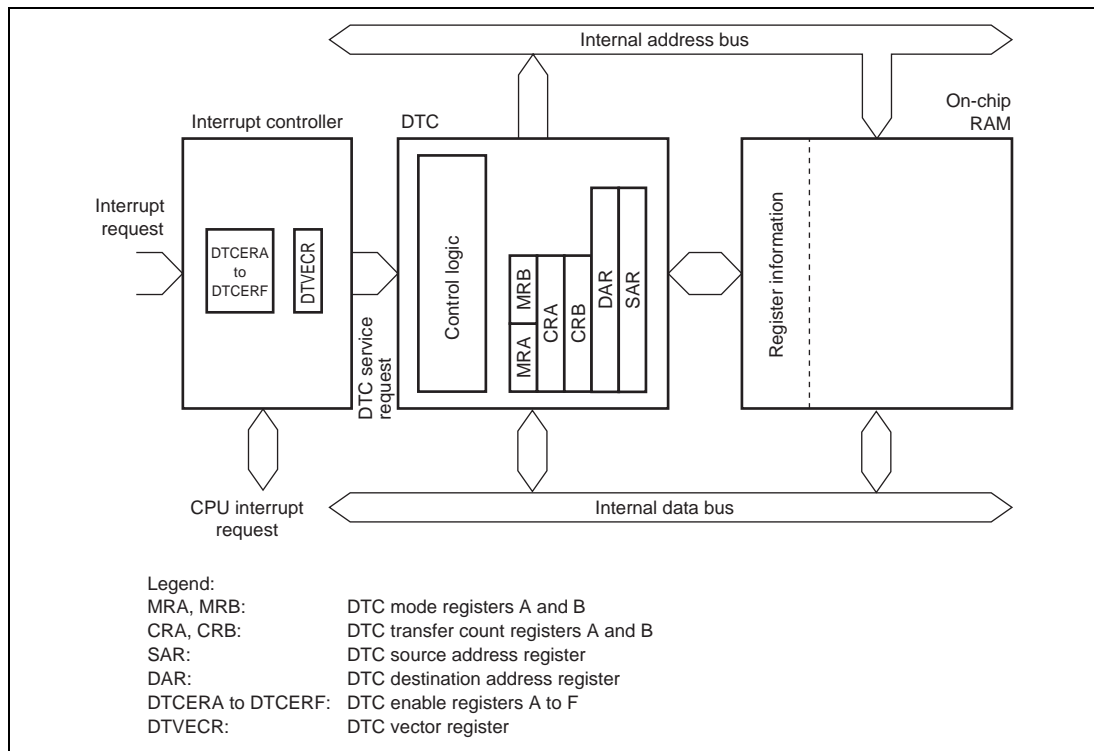 Internal address bus
On-chip
RAM
Interrupt controller
DTC
Interrupt
request
DTCERA
to
DTCERF
DTVECR
DTC service
request
Control logic
MRA
MRB
CRA
CRB
DAR
SAR
Register information
CPU interrupt
request
Internal data bus
Legend:
MRA, MRB: DTC mode registers A and B
CRA, CRB: DTC transfer count registers A and B
SAR: DTC source address register
DAR: DTC destination address register
DTCERA to DTCERF: DTC enable registers A to F
DTVECR: DTC vector register